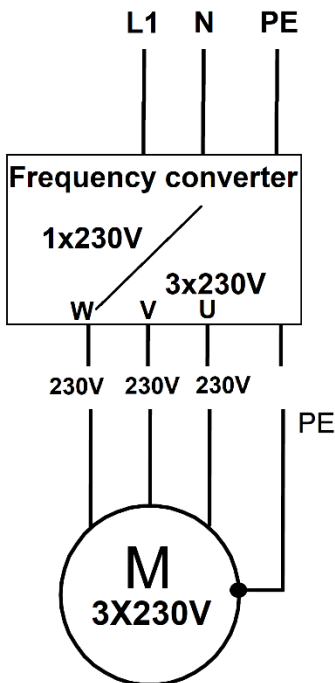 L1 N PE
Frequency converter
1x230V
3x230V
W V U
230V 230V 230V
PE
M
3X230V